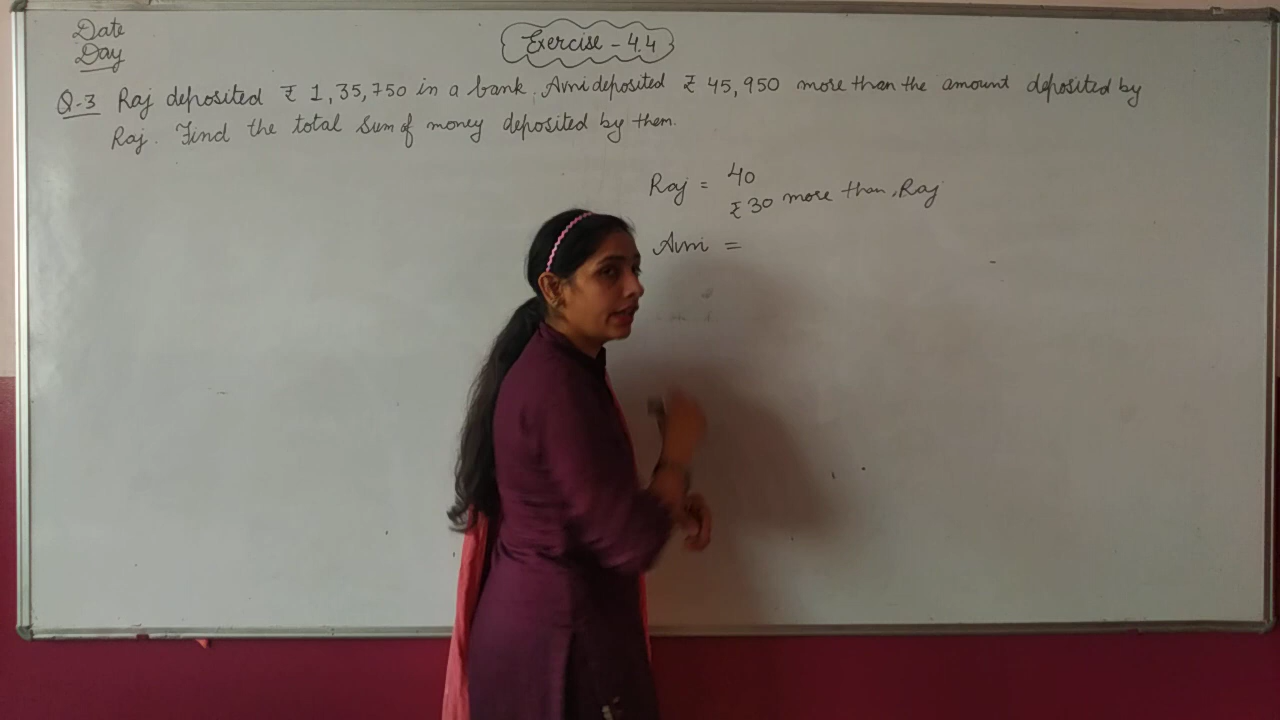 Date
Day
Exercise - 4.4
Q-3 Raj deposited ₹ 1,35,750 in a bank. Avni deposited ₹ 45,950 more than the amount deposited by
Raj. Find the total sum of money deposited by them.
Raj = 40
₹30 more than Raj
Avni =